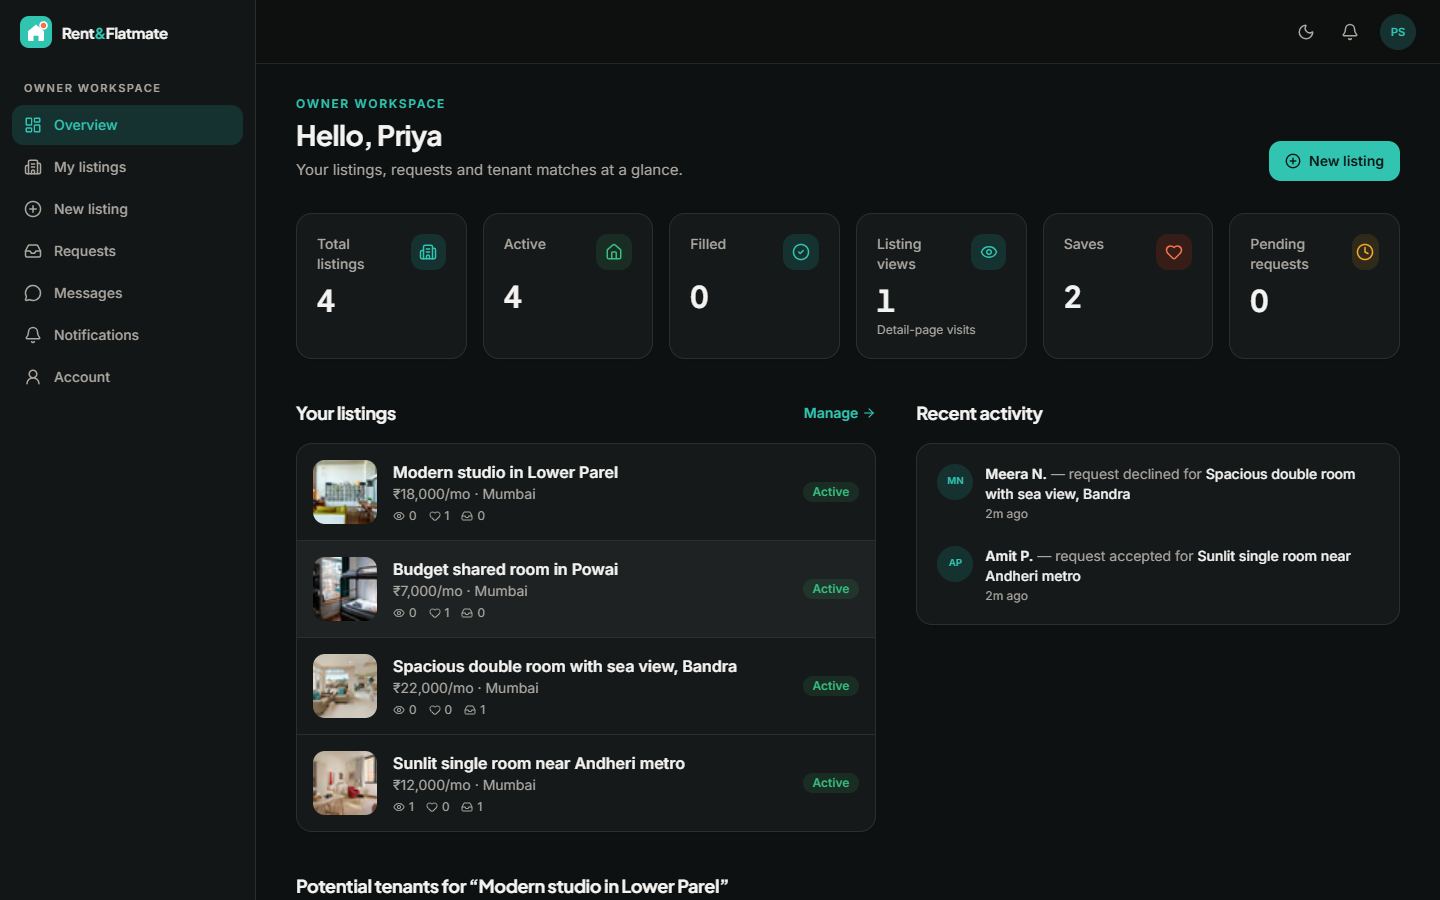 Rent&Flatmate
PS
OWNER WORKSPACE
Overview
My listings
New listing
Requests
Messages
Notifications
Account
OWNER WORKSPACE
Hello, Priya
Your listings, requests and tenant matches at a glance.
New listing
Total
listings
4
Active
4
Filled
0
Listing
views
1
Detail-page visits
Saves
2
Pending
requests
0
Your listings
Manage →
Modern studio in Lower Parel
₹18,000/mo · Mumbai
0 1 0
Active
Budget shared room in Powai
₹7,000/mo · Mumbai
0 1 0
Active
Spacious double room with sea view, Bandra
₹22,000/mo · Mumbai
0 0 1
Active
Sunlit single room near Andheri metro
₹12,000/mo · Mumbai
1 0 1
Active
Recent activity
MN
Meera N. — request declined for Spacious double room
with sea view, Bandra
2m ago
AP
Amit P. — request accepted for Sunlit single room near
Andheri metro
2m ago
Potential tenants for “Modern studio in Lower Parel”